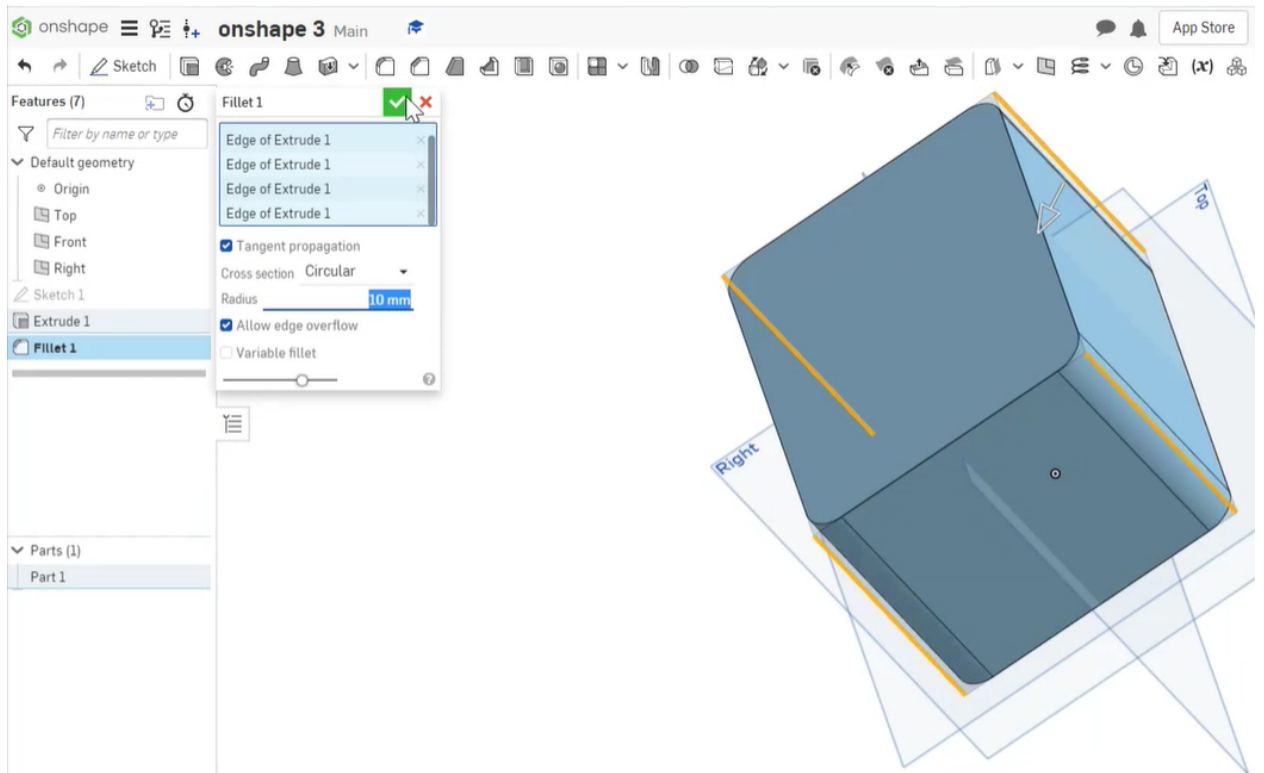 onshape onshape 3 Main App Store
Sketch (x)
Features (7)
Filter by name or type
Default geometry
Origin
Top
Front
Right
Sketch 1
Extrude 1
FIllet 1
Parts (1)
Part 1
Fillet 1
Edge of Extrude 1
Edge of Extrude 1
Edge of Extrude 1
Edge of Extrude 1
Tangent propagation
Cross section Circular
Radius 10 mm
Allow edge overflow
Variable fillet
Top
Right